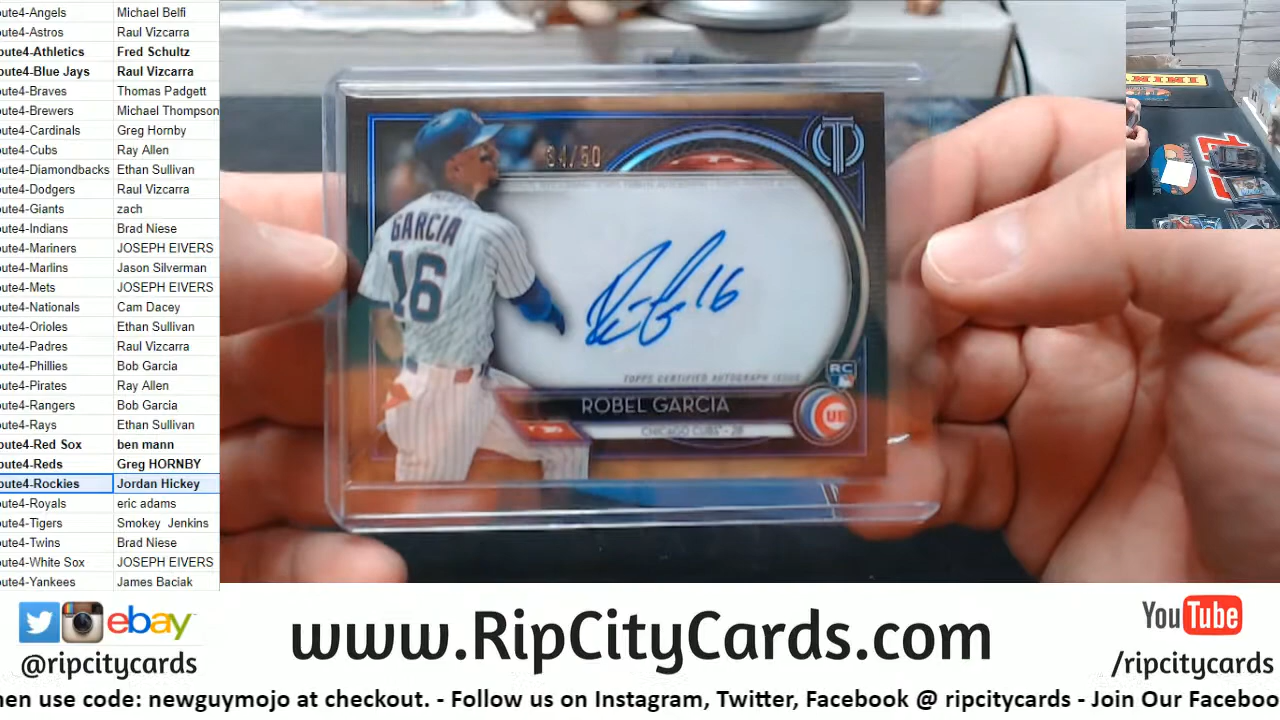 oute4-Angels Michael Belfi
oute4-Astros Raul Vizcarra
oute4-Athletics Fred Schultz
oute4-Blue Jays Raul Vizcarra
oute4-Braves Thomas Padgett
oute4-Brewers Michael Thompson
oute4-Cardinals Greg Hornby
oute4-Cubs Ray Allen
oute4-Diamondbacks Ethan Sullivan
oute4-Dodgers Raul Vizcarra
oute4-Giants zach
oute4-Indians Brad Niese
oute4-Mariners JOSEPH EIVERS
oute4-Marlins Jason Silverman
oute4-Mets JOSEPH EIVERS
oute4-Nationals Cam Dacey
oute4-Orioles Ethan Sullivan
oute4-Padres Raul Vizcarra
oute4-Phillies Bob Garcia
oute4-Pirates Ray Allen
oute4-Rangers Bob Garcia
oute4-Rays Ethan Sullivan
oute4-Red Sox ben mann
oute4-Reds Greg HORNBY
oute4-Rockies Jordan Hickey
oute4-Royals eric adams
oute4-Tigers Smokey Jenkins
oute4-Twins Brad Niese
oute4-White Sox JOSEPH EIVERS
oute4-Yankees James Baciak
34/50
GARCIA
16
16
TOPPS CERTIFIED AUTOGRAPH ISSUE
RC
ROBEL GARCIA
CHICAGO CUBS - 2B
ebay
@ripcitycards
www.RipCityCards.com
YouTube
/ripcitycards
hen use code: newguymojo at checkout. - Follow us on Instagram, Twitter, Facebook @ ripcitycards - Join Our Faceboo